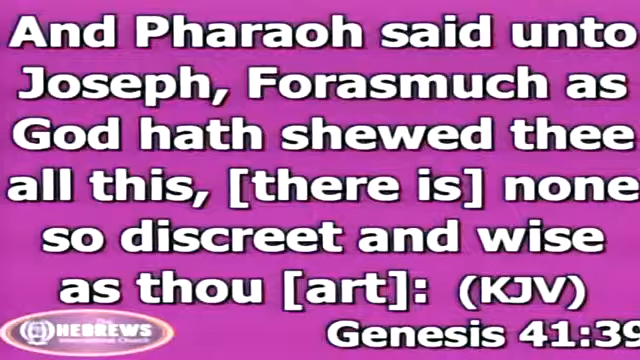 And Pharaoh said unto
Joseph, Forasmuch as
God hath shewed thee
all this, [there is] none
so discreet and wise
as thou [art]: (KJV)
HEBREWS
International Church
Genesis 41:39